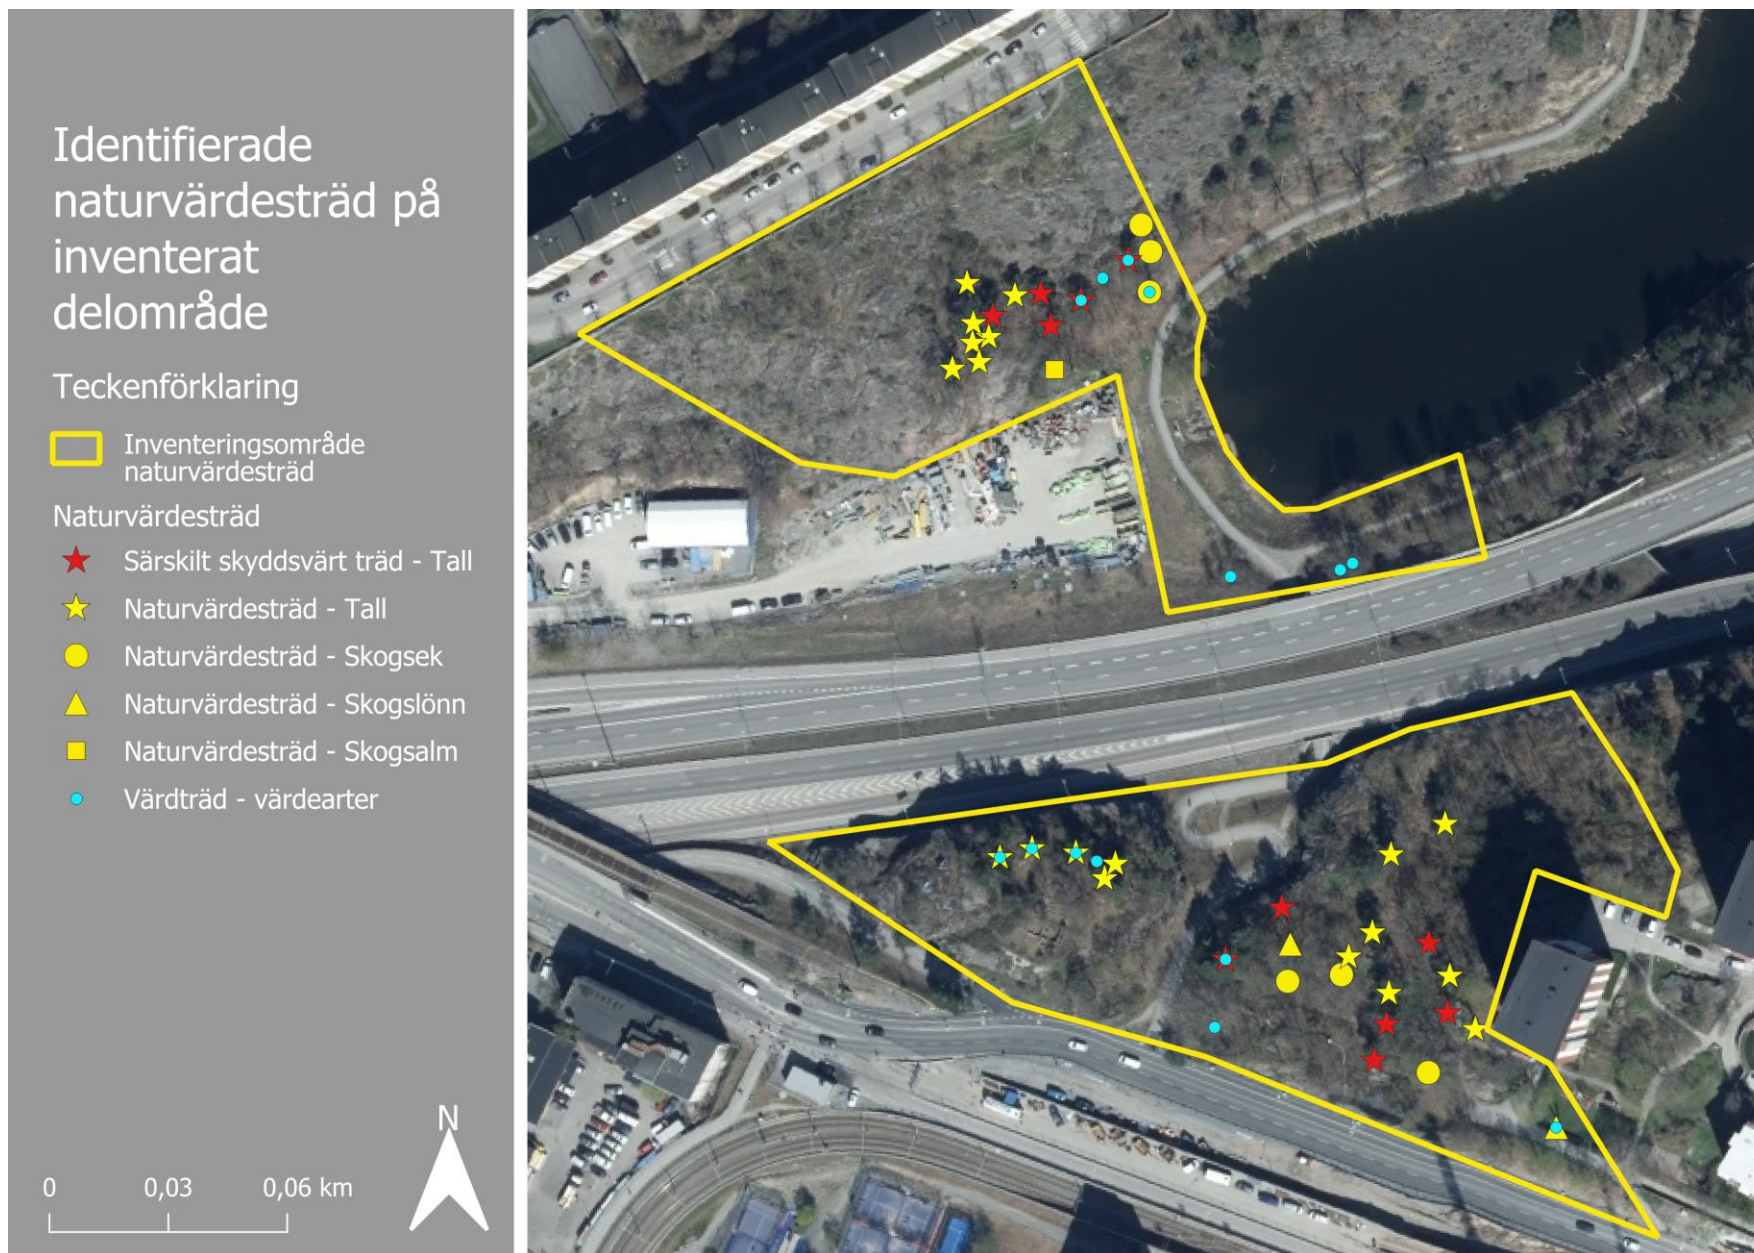 Identifierade
naturvärdesträd på
inventerat
delområde
Teckenförklaring
Inventeringsområde
naturvärdesträd
Naturvärdesträd
Särskilt skyddsvärt träd - Tall
Naturvärdesträd - Tall
Naturvärdesträd - Skogsek
Naturvärdesträd - Skogslönn
Naturvärdesträd - Skogsalm
Värdträd - värdearter
N
0 0,03 0,06 km